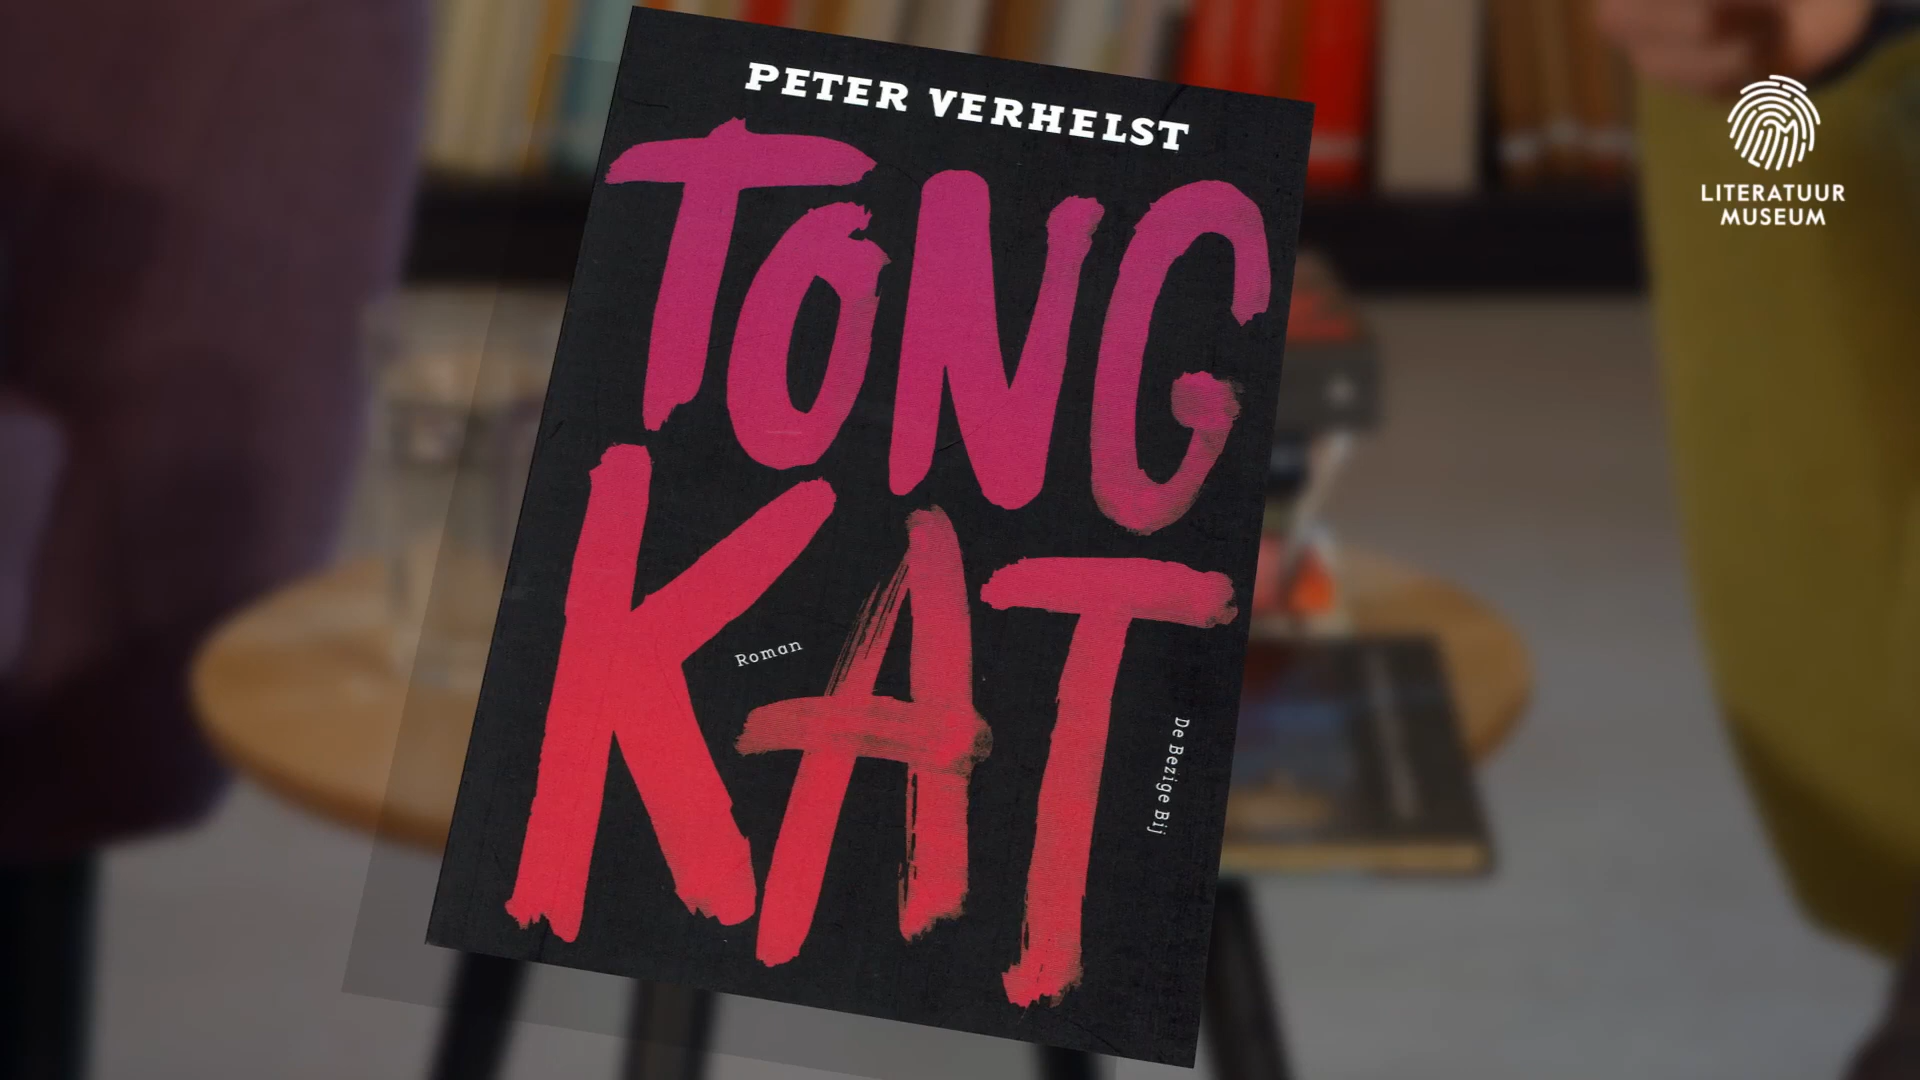 PETER VERHELST
TONG
KAT
Roman
De Bezige Bij
LITERATUUR
MUSEUM